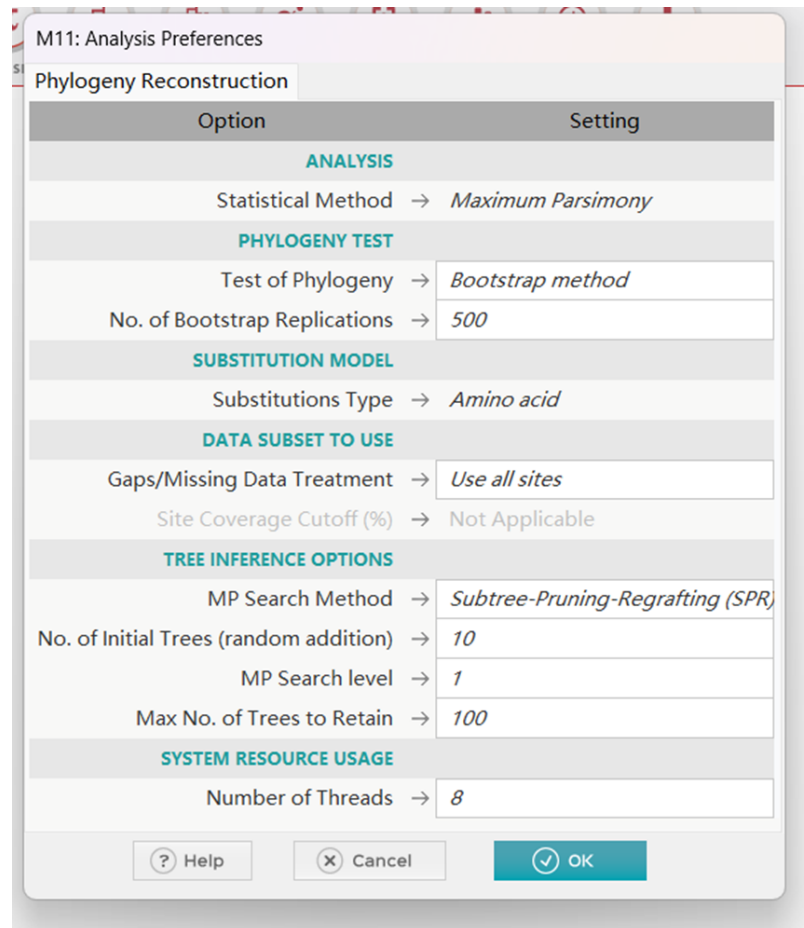 M11: Analysis Preferences
Phylogeny Reconstruction
Option Setting
ANALYSIS
Statistical Method → Maximum Parsimony
PHYLOGENY TEST
Test of Phylogeny → Bootstrap method
No. of Bootstrap Replications → 500
SUBSTITUTION MODEL
Substitutions Type → Amino acid
DATA SUBSET TO USE
Gaps/Missing Data Treatment → Use all sites
Site Coverage Cutoff (%) → Not Applicable
TREE INFERENCE OPTIONS
MP Search Method → Subtree-Pruning-Regrafting (SPR)
No. of Initial Trees (random addition) → 10
MP Search level → 1
Max No. of Trees to Retain → 100
SYSTEM RESOURCE USAGE
Number of Threads → 8
? Help Cancel OK